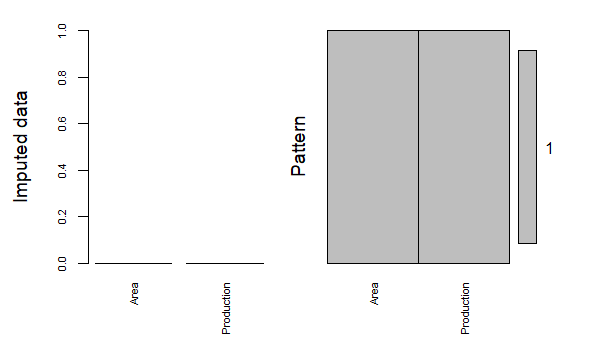 Imputed data
1.0
0.8
0.6
0.4
0.2
0.0
Area
Production
Pattern
Area
Production
1